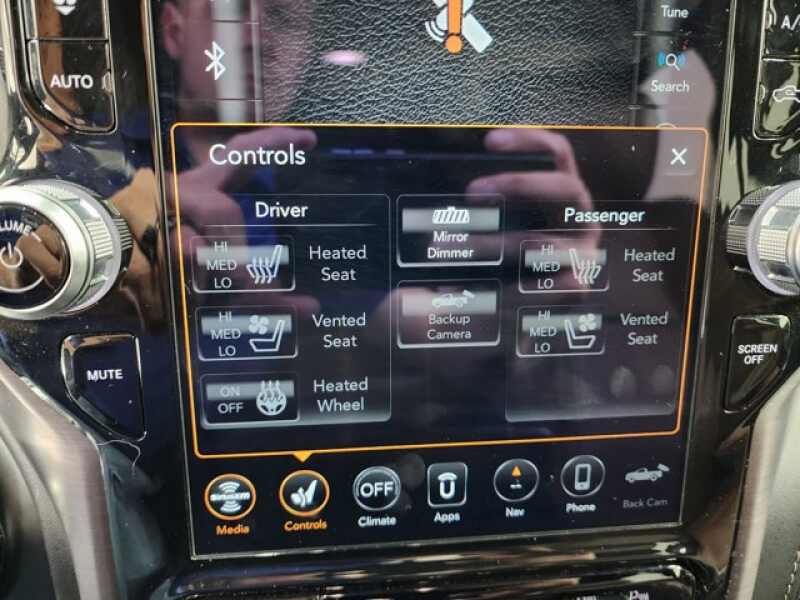 Tune
A/
AUTO
Search
Controls
Driver
Passenger
HI
MED
LO
Heated
Seat
Mirror
Dimmer
HI
MED
LO
Heated
Seat
HI
MED
LO
Vented
Seat
Backup
Camera
HI
MED
LO
Vented
Seat
ON
OFF
Heated
Wheel
MUTE
SCREEN
OFF
siriusxm
Media
Controls
OFF
Climate
Apps
Nav
Phone
Back Cam